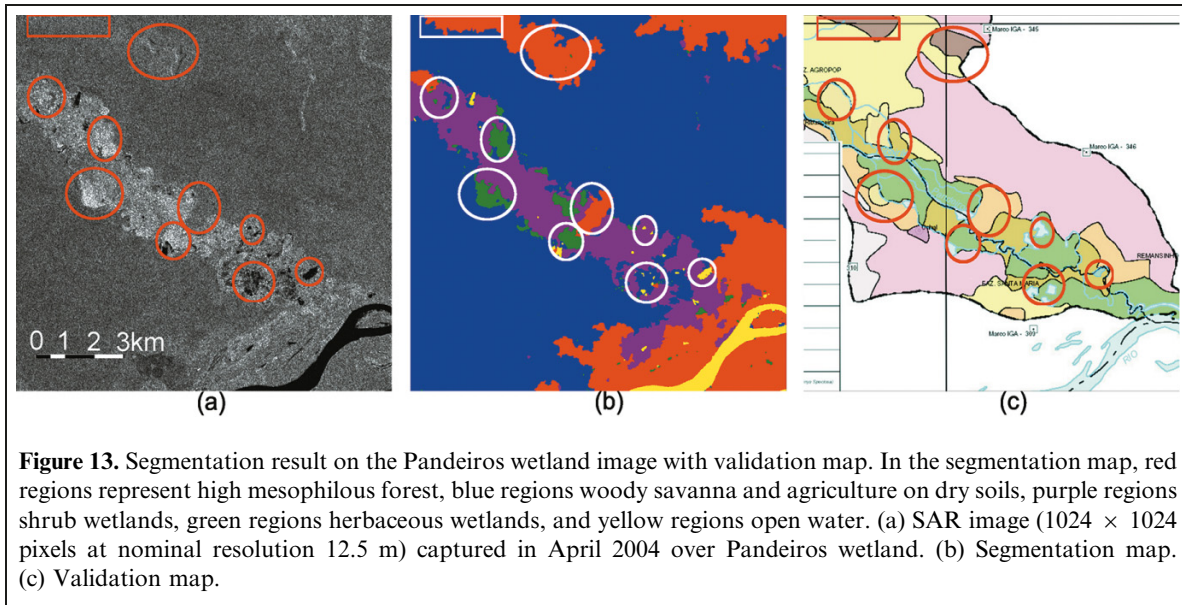 Z. AGROPOP
Marco IGA - 345
Marco IGA - 346
REMANSINHO
FAZ. SANTA MARIA
Marco IGA - 369
RIO
0 1 2 3km
(a)
(b)
(c)
Figure 13. Segmentation result on the Pandeiros wetland image with validation map. In the segmentation map, red
regions represent high mesophilous forest, blue regions woody savanna and agriculture on dry soils, purple regions
shrub wetlands, green regions herbaceous wetlands, and yellow regions open water. (a) SAR image (1024 × 1024
pixels at nominal resolution 12.5 m) captured in April 2004 over Pandeiros wetland. (b) Segmentation map.
(c) Validation map.